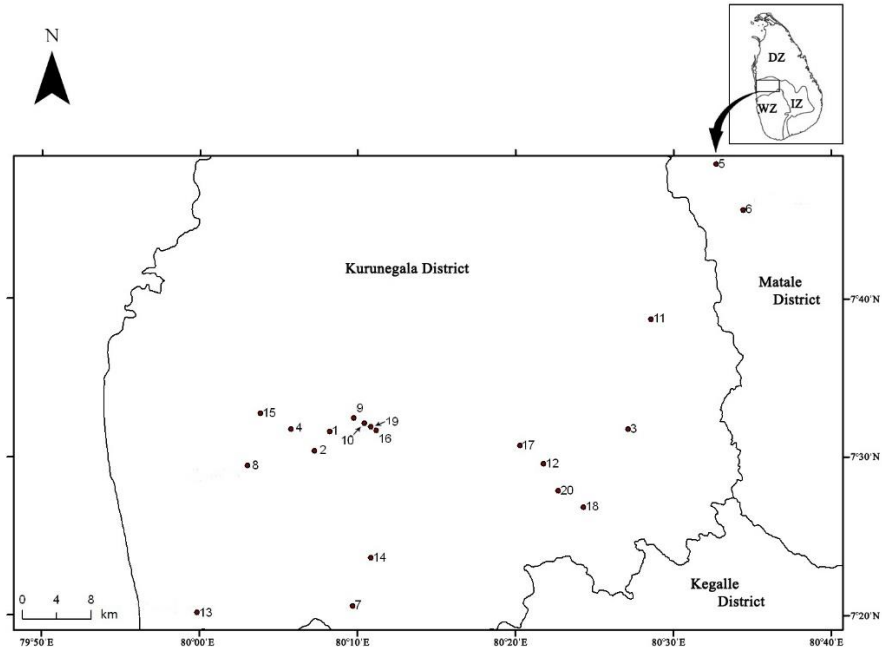 N
DZ
WZ
IZ
5
6
Kurunegala District
Matale
District
7°40'N
11
15
9
4
1
19
10
16
2
3
17
7°30'N
8
12
20
18
14
Kegalle
District
7
13
0 4 8
km
7°20'N
79°50'E
80°00'E
80°10'E
80°20'E
80°30'E
80°40'E